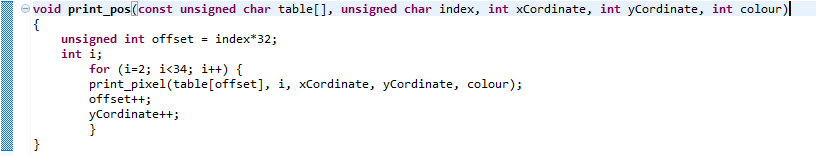 void print_pos(const unsigned char table[], unsigned char index, int xCordinate, int yCordinate, int colour)
{
    unsigned int offset = index*32;
    int i;
        for (i=2; i<34; i++) {
        print_pixel(table[offset], i, xCordinate, yCordinate, colour);
        offset++;
        yCordinate++;
        }
}